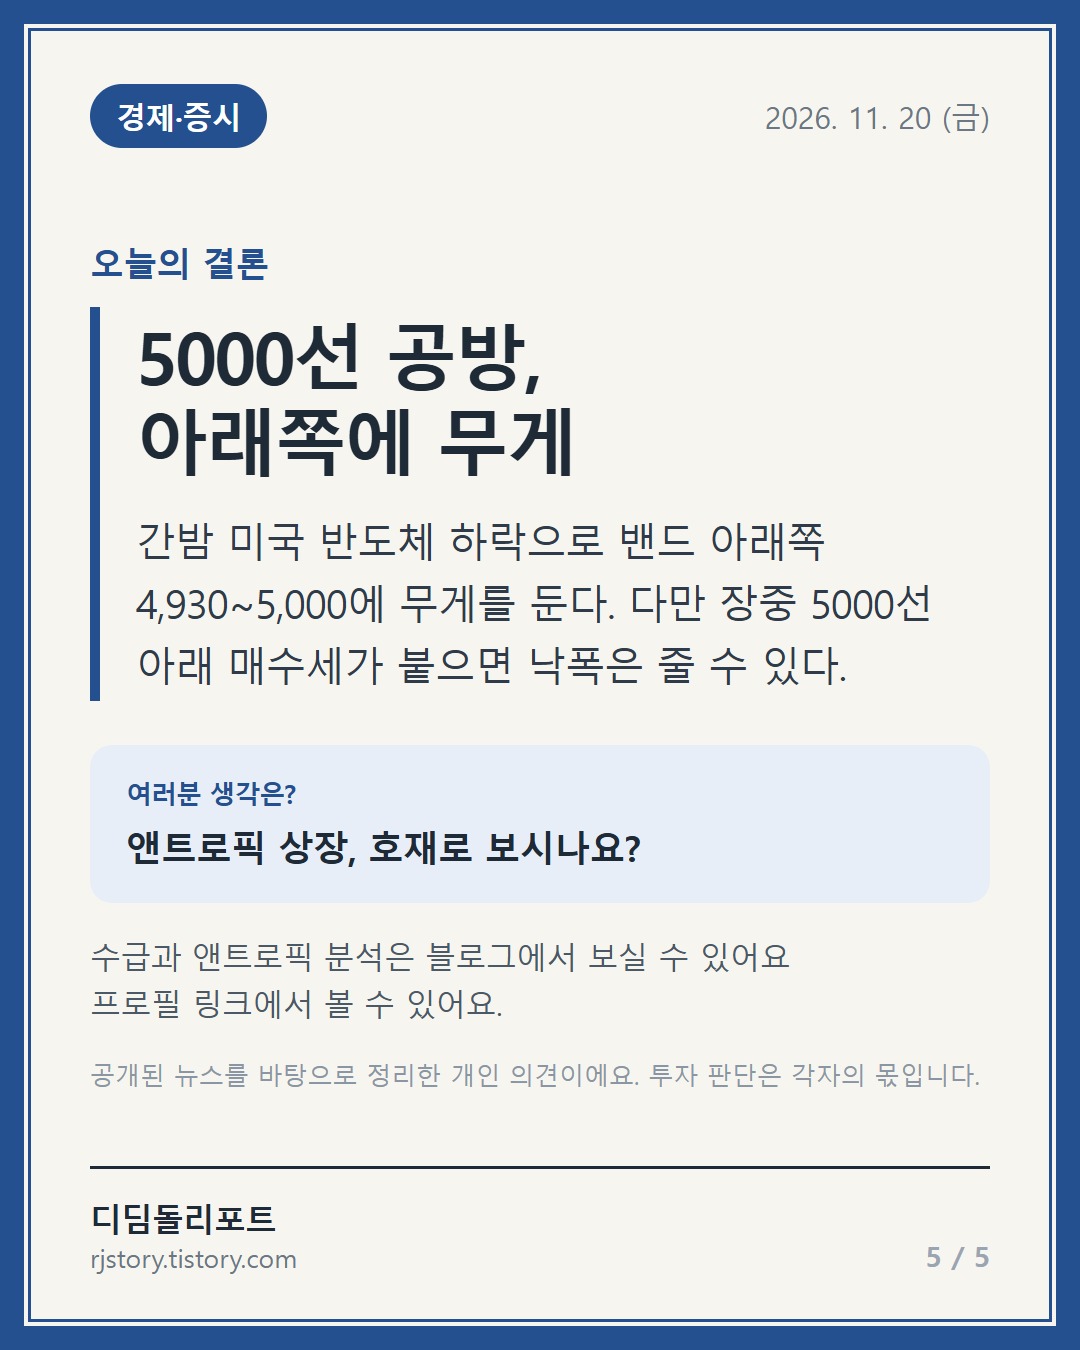 경제·증시
2026. 11. 20 (금)
오늘의 결론
5000선 공방,
아래쪽에 무게
간밤 미국 반도체 하락으로 밴드 아래쪽
4,930~5,000에 무게를 둔다. 다만 장중 5000선
아래 매수세가 붙으면 낙폭은 줄 수 있다.
여러분 생각은?
앤트로픽 상장, 호재로 보시나요?
수급과 앤트로픽 분석은 블로그에서 보실 수 있어요
프로필 링크에서 볼 수 있어요.
공개된 뉴스를 바탕으로 정리한 개인 의견이에요. 투자 판단은 각자의 몫입니다.
디딤돌리포트
rjstory.tistory.com
5 / 5